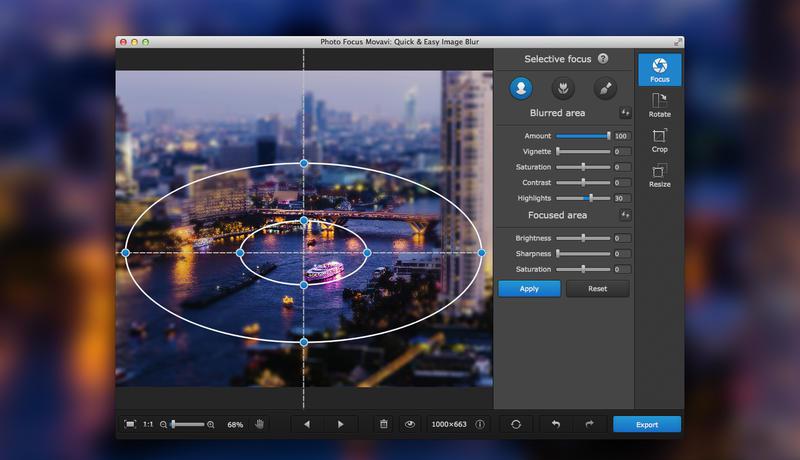 Photo Focus Movavi: Quick & Easy Image Blur
Selective focus ?
Focus
Rotate
Crop
Resize
Blurred area
Amount 100
Vignette 0
Saturation 0
Contrast 0
Highlights 30
Focused area
Brightness 0
Sharpness 0
Saturation 0
Apply Reset
1:1 68% 1000×663 Export